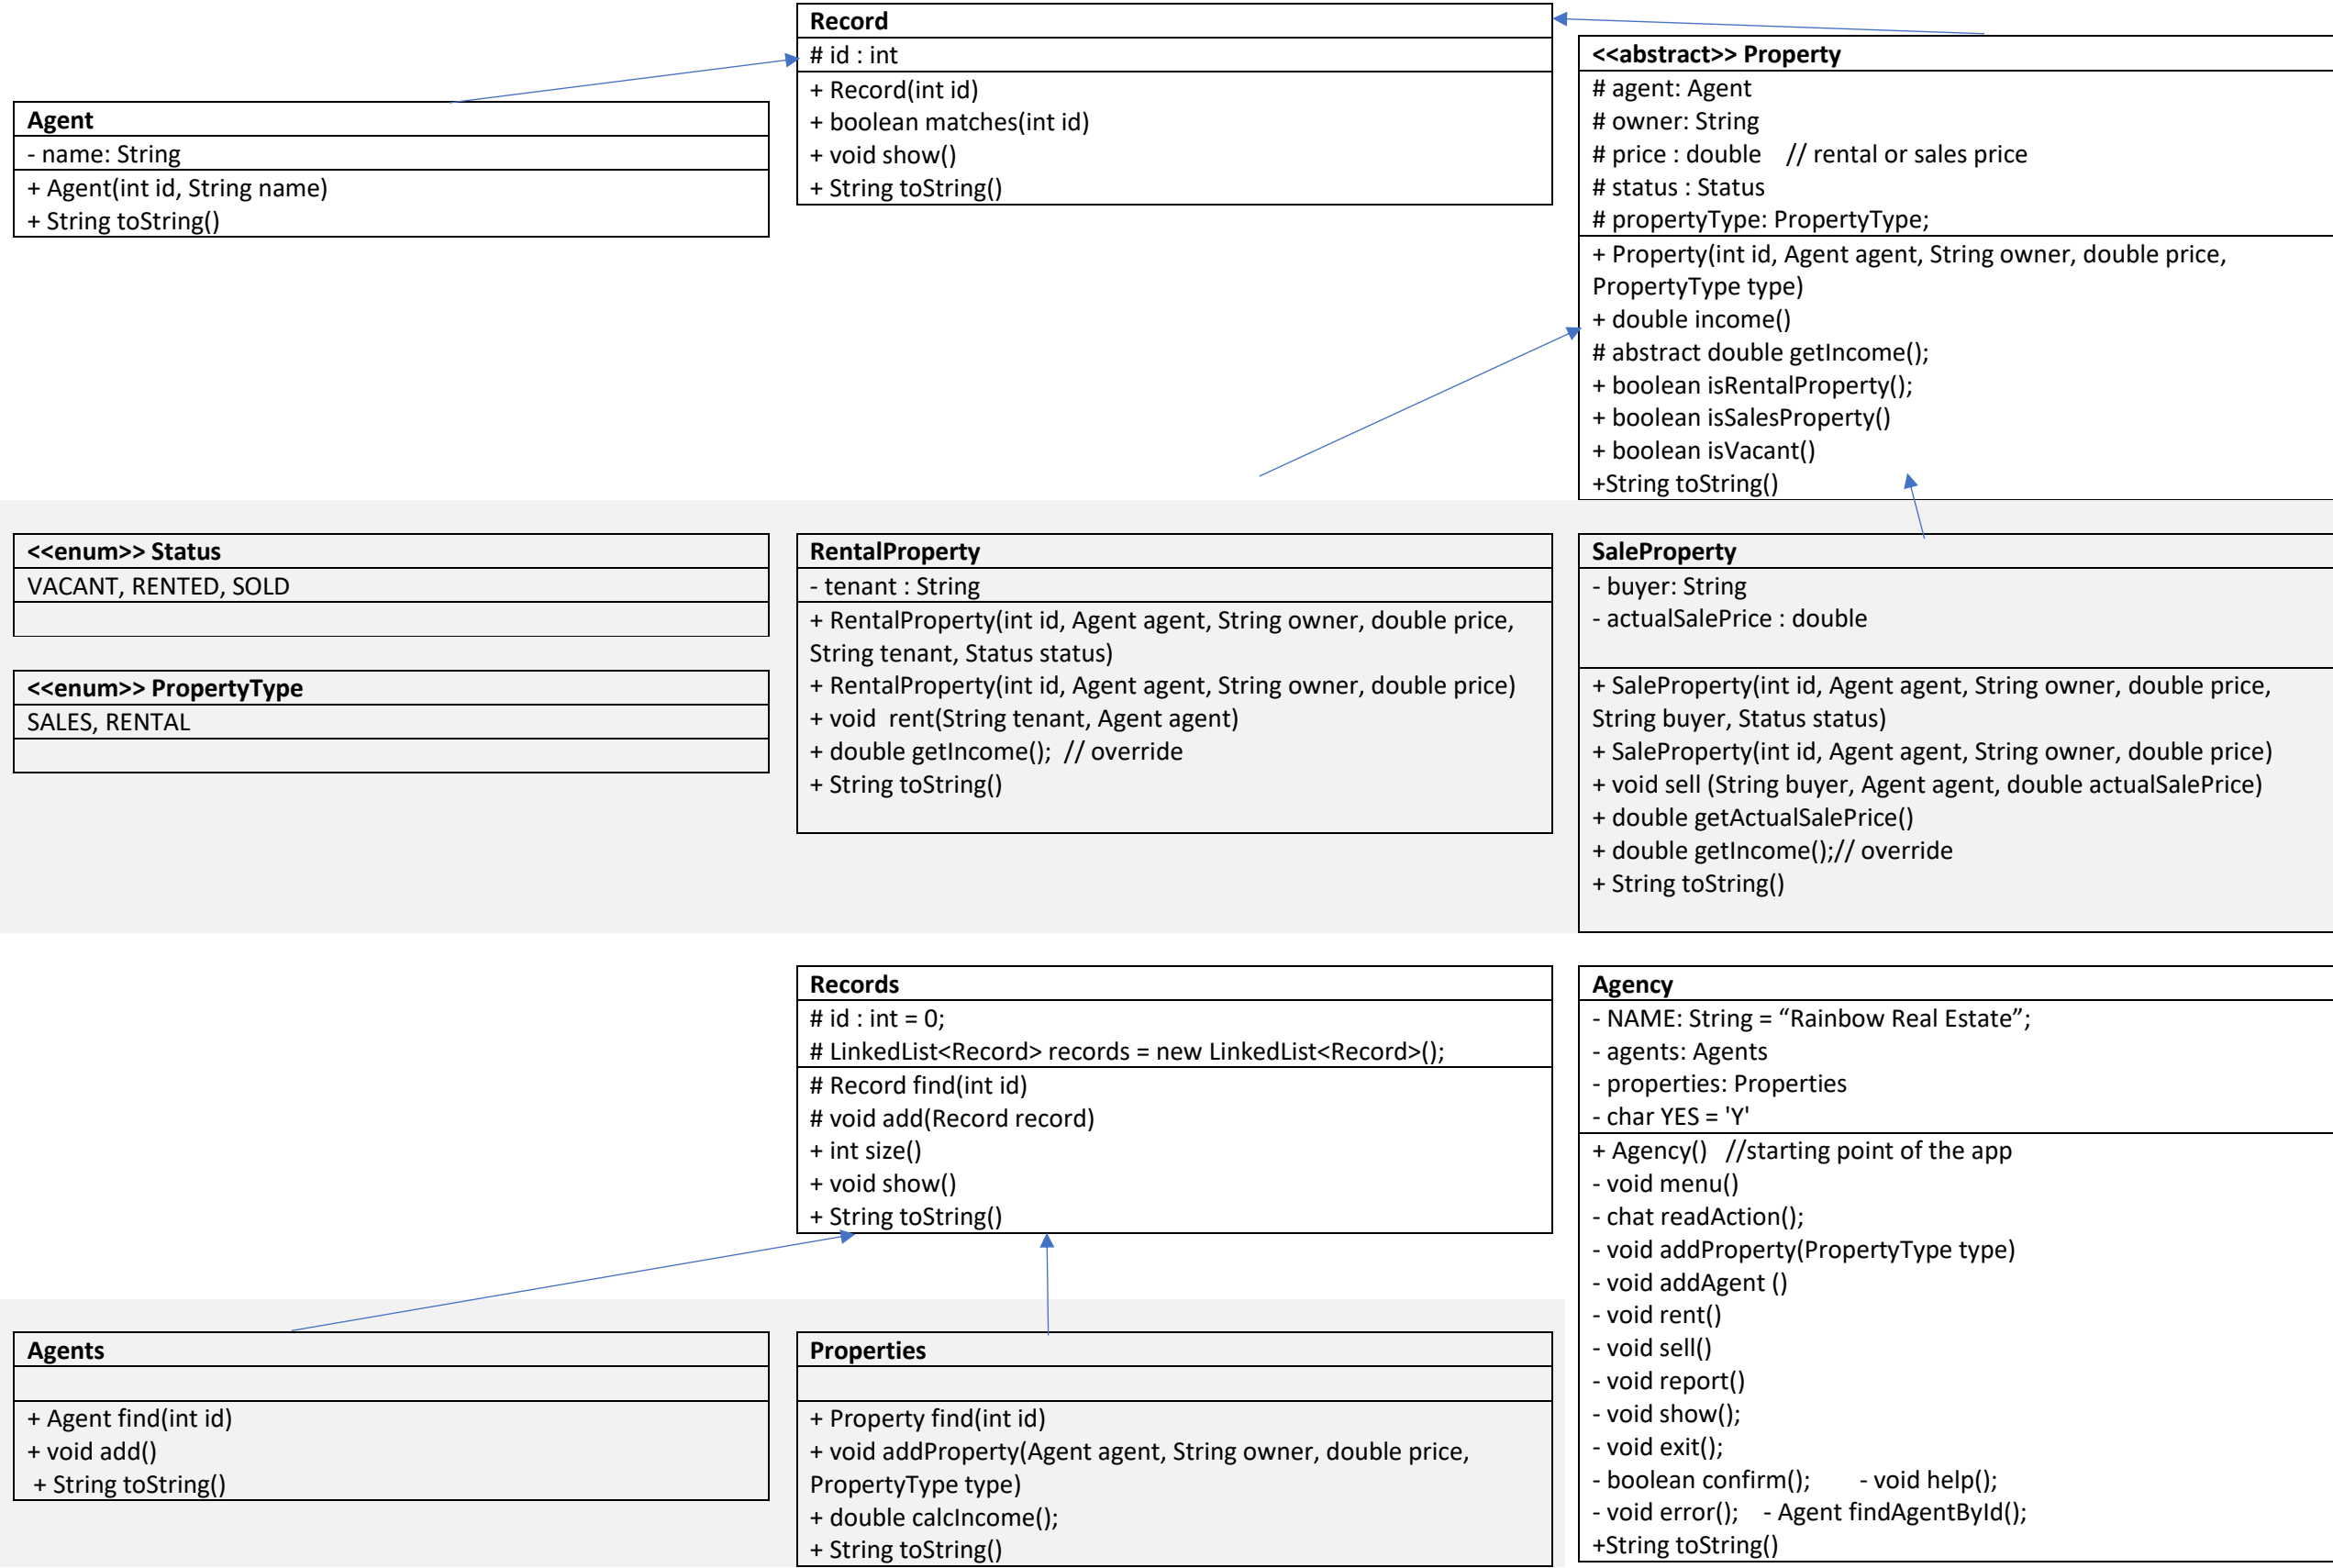 Record
# id : int
+ Record(int id)
+ boolean matches(int id)
+ void show()
+ String toString()
<<abstract>> Property
# agent: Agent
# owner: String
# price : double // rental or sales price
# status : Status
# propertyType: PropertyType;
+ Property(int id, Agent agent, String owner, double price,
PropertyType type)
+ double income()
# abstract double getIncome();
+ boolean isRentalProperty();
+ boolean isSalesProperty()
+ boolean isVacant()
+String toString()
Agent
- name: String
+ Agent(int id, String name)
+ String toString()
<<enum>> Status
VACANT, RENTED, SOLD
<<enum>> PropertyType
SALES, RENTAL
RentalProperty
- tenant : String
+ RentalProperty(int id, Agent agent, String owner, double price,
String tenant, Status status)
+ RentalProperty(int id, Agent agent, String owner, double price)
+ void rent(String tenant, Agent agent)
+ double getIncome(); // override
+ String toString()
SaleProperty
- buyer: String
- actualSalePrice : double
+ SaleProperty(int id, Agent agent, String owner, double price,
String buyer, Status status)
+ SaleProperty(int id, Agent agent, String owner, double price)
+ void sell (String buyer, Agent agent, double actualSalePrice)
+ double getActualSalePrice()
+ double getIncome();// override
+ String toString()
Records
# id : int = 0;
# LinkedList<Record> records = new LinkedList<Record>();
# Record find(int id)
# void add(Record record)
+ int size()
+ void show()
+ String toString()
Agency
- NAME: String = “Rainbow Real Estate”;
- agents: Agents
- properties: Properties
- char YES = 'Y'
+ Agency() //starting point of the app
- void menu()
- chat readAction();
- void addProperty(PropertyType type)
- void addAgent ()
- void rent()
- void sell()
- void report()
- void show();
- void exit();
- boolean confirm(); - void help();
- void error(); - Agent findAgentById();
+String toString()
Agents
+ Agent find(int id)
+ void add()
+ String toString()
Properties
+ Property find(int id)
+ void addProperty(Agent agent, String owner, double price,
PropertyType type)
+ double calcIncome();
+ String toString()